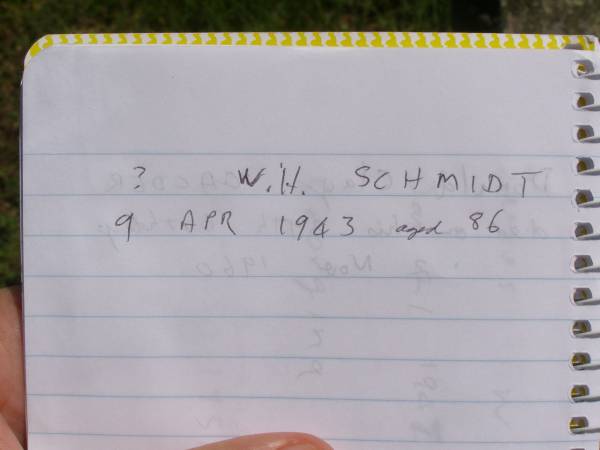 ? W.H. SCHMIDT
9 APR 1943 aged 86